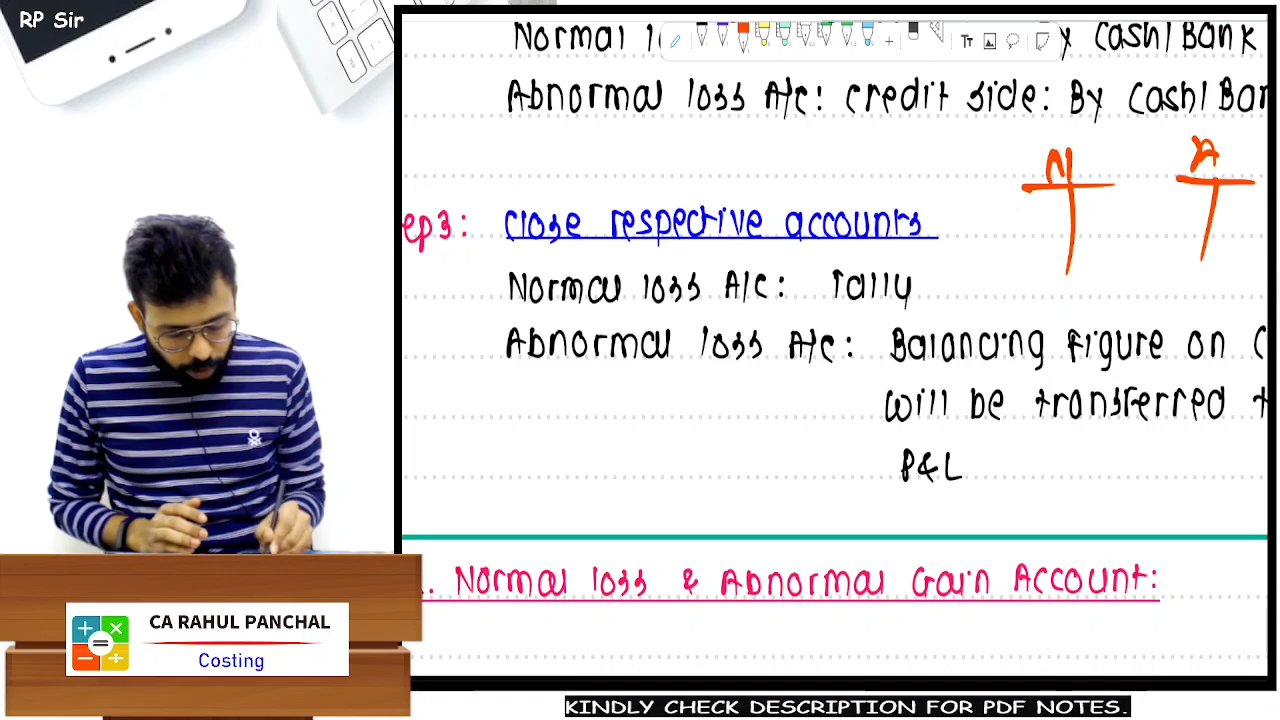 RP Sir
Normal
Cash/Bank
Abnormal loss A/c: credit side: By Cash/Ban
N
A
ep3: Close respective accounts
Normal loss A/c: Tally
Abnormal loss A/c: Balancing figure on C
will be transferred t
P&L
. Normal loss & Abnormal Gain Account:
CA RAHUL PANCHAL
Costing
KINDLY CHECK DESCRIPTION FOR PDF NOTES.